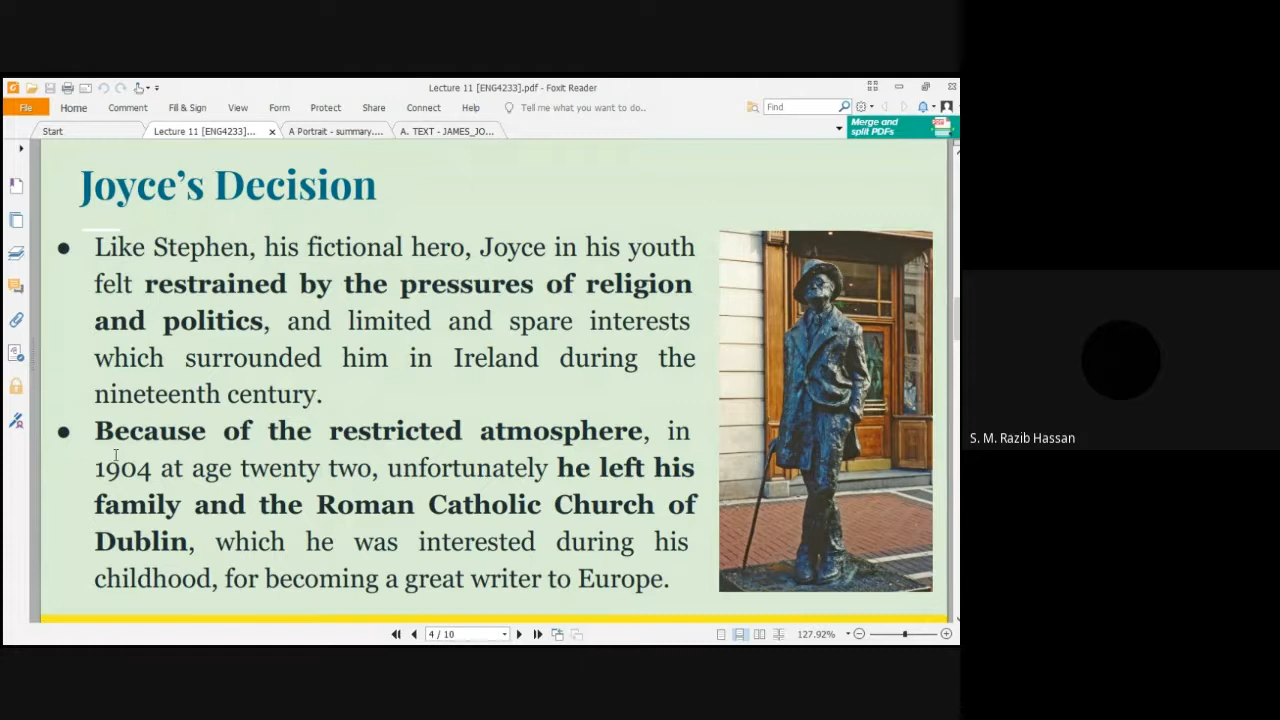 Lecture 11 [ENG4233].pdf - Foxit Reader
File
Home
Comment
Fill & Sign
View
Form
Protect
Share
Connect
Help
Tell me what you want to do..
Find
Start
Lecture 11 [ENG4233]...
A Portrait - summary....
A. TEXT - JAMES_JO...
Merge and
split PDFs
Joyce's Decision
● Like Stephen, his fictional hero, Joyce in his youth
felt restrained by the pressures of religion
and politics, and limited and spare interests
which surrounded him in Ireland during the
nineteenth century.
● Because of the restricted atmosphere, in
1904 at age twenty two, unfortunately he left his
family and the Roman Catholic Church of
Dublin, which he was interested during his
childhood, for becoming a great writer to Europe.
S. M. Razib Hassan
4 / 10
127.92%